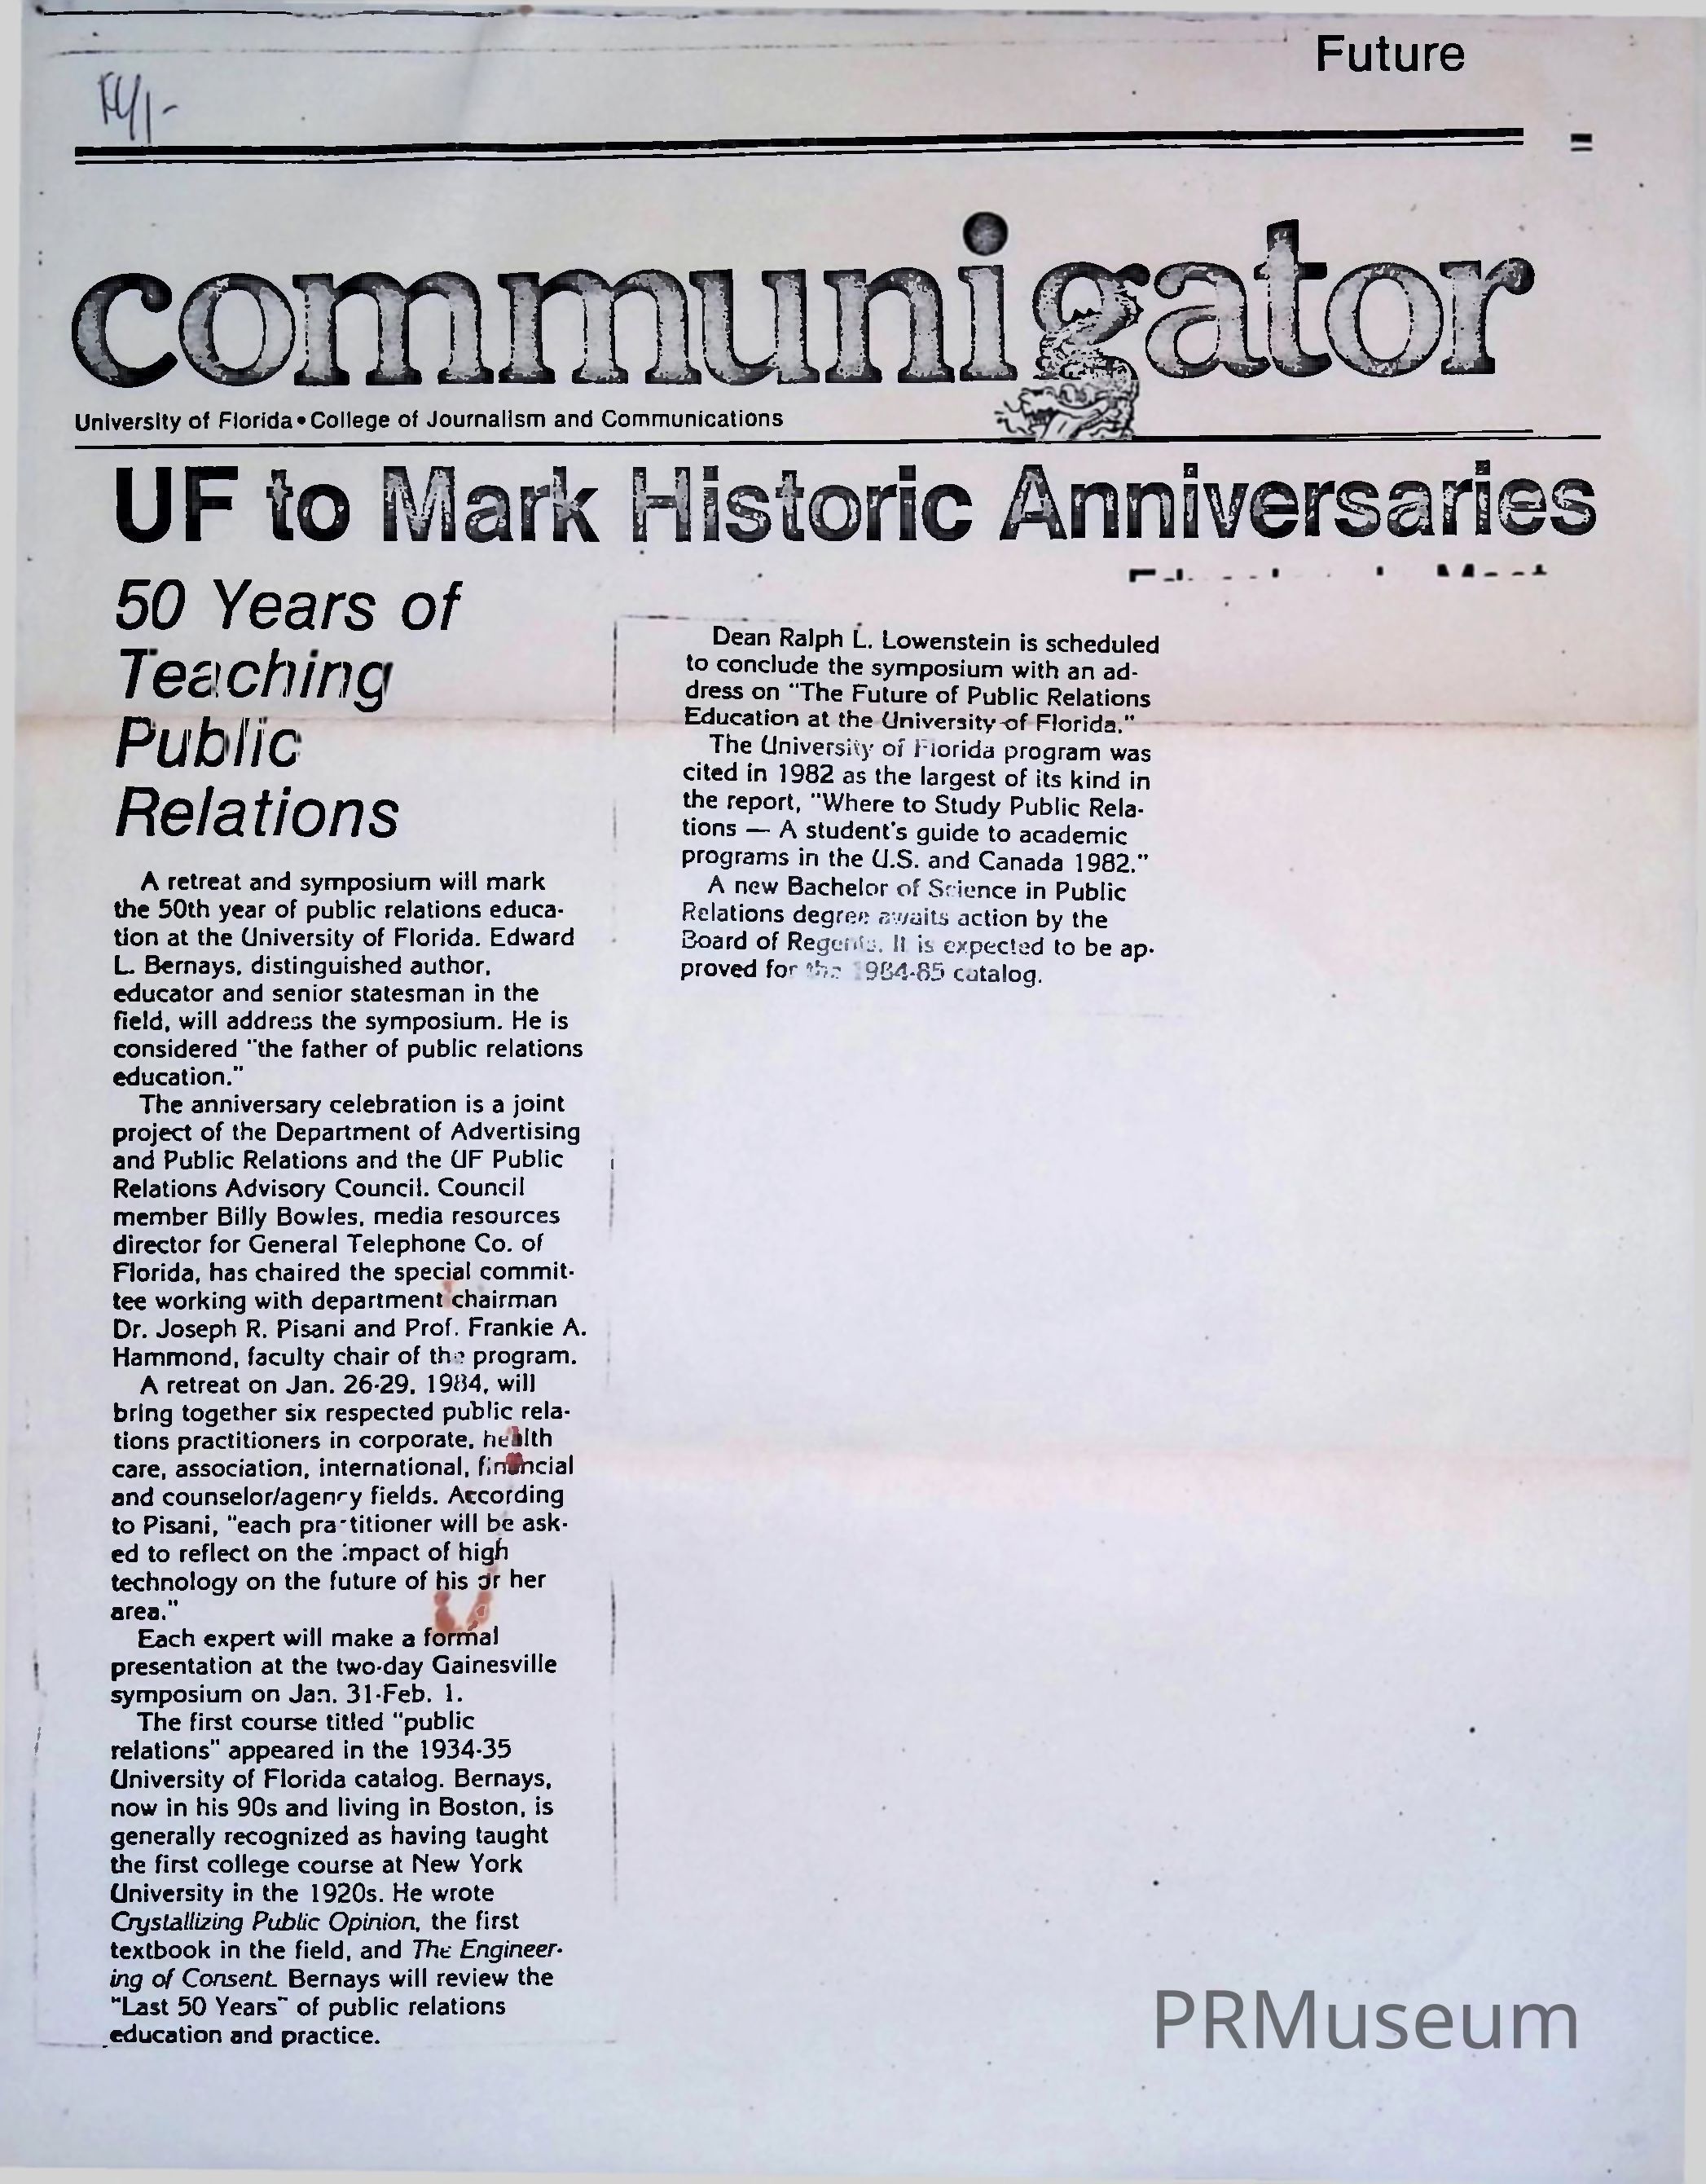 Future
communigator
University of Florida • College of Journalism and Communications
UF to Mark Historic Anniversaries
50 Years of
Teaching
Public
Relations
A retreat and symposium will mark
the 50th year of public relations educa-
tion at the University of Florida. Edward
L. Bernays, distinguished author,
educator and senior statesman in the
field, will address the symposium. He is
considered "the father of public relations
education."
The anniversary celebration is a joint
project of the Department of Advertising
and Public Relations and the UF Public
Relations Advisory Council. Council
member Billy Bowles, media resources
director for General Telephone Co. of
Florida, has chaired the special commit-
tee working with department chairman
Dr. Joseph R. Pisani and Prof. Frankie A.
Hammond, faculty chair of the program.
A retreat on Jan. 26-29, 1984, will
bring together six respected public rela-
tions practitioners in corporate, health
care, association, international, financial
and counselor/agency fields. According
to Pisani, "each practitioner will be ask-
ed to reflect on the impact of high
technology on the future of his or her
area."
Each expert will make a formal
presentation at the two-day Gainesville
symposium on Jan. 31-Feb. 1.
The first course titled "public
relations" appeared in the 1934-35
University of Florida catalog. Bernays,
now in his 90s and living in Boston, is
generally recognized as having taught
the first college course at New York
University in the 1920s. He wrote
Crystallizing Public Opinion, the first
textbook in the field, and The Engineer-
ing of Consent. Bernays will review the
"Last 50 Years" of public relations
education and practice.
Dean Ralph L. Lowenstein is scheduled
to conclude the symposium with an ad-
dress on "The Future of Public Relations
Education at the University of Florida."
The University of Florida program was
cited in 1982 as the largest of its kind in
the report, "Where to Study Public Rela-
tions — A student's guide to academic
programs in the U.S. and Canada 1982."
A new Bachelor of Science in Public
Relations degree awaits action by the
Board of Regents. It is expected to be ap-
proved for the 1984-85 catalog.
PRMuseum